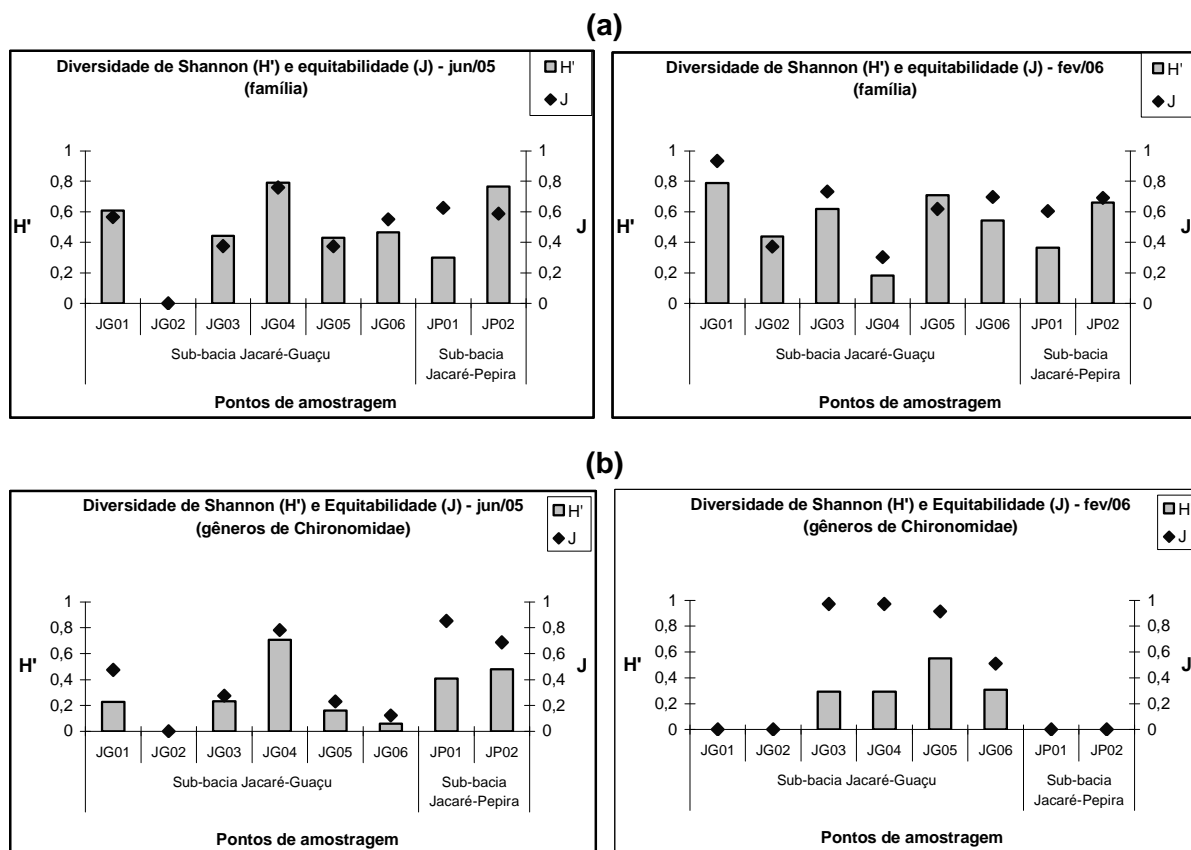 (a)
Diversidade de Shannon (H') e equitabilidade (J) - jun/05
(família)
H'
J
H'
J
1
0,8
0,6
0,4
0,2
0
1
0,8
0,6
0,4
0,2
0
JG01 JG02 JG03 JG04 JG05 JG06 JP01 JP02
Sub-bacia Jacaré-Guaçu
Sub-bacia
Jacaré-Pepira
Pontos de amostragem
Diversidade de Shannon (H') e equitabilidade (J) - fev/06
(família)
H'
J
H'
J
1
0,8
0,6
0,4
0,2
0
1
0,8
0,6
0,4
0,2
0
JG01 JG02 JG03 JG04 JG05 JG06 JP01 JP02
Sub-bacia Jacaré-Guaçu
Sub-bacia
Jacaré-Pepira
Pontos de amostragem
(b)
Diversidade de Shannon (H') e Equitabilidade (J) - jun/05
(gêneros de Chironomidae)
H'
J
H'
J
1
0,8
0,6
0,4
0,2
0
1
0,8
0,6
0,4
0,2
0
JG01 JG02 JG03 JG04 JG05 JG06 JP01 JP02
Sub-bacia Jacaré-Guaçu
Sub-bacia
Jacaré-Pepira
Pontos de amostragem
Diversidade de Shannon (H') e Equitabilidade (J) - fev/06
(gêneros de Chironomidae)
H
J
H'
J
1
0,8
0,6
0,4
0,2
0
1
0,8
0,6
0,4
0,2
0
JG01 JG02 JG03 JG04 JG05 JG06 JP01 JP02
Sub-bacia Jacaré-Guaçu
Sub-bacia
Jacaré-Pepira
Pontos de amostragem